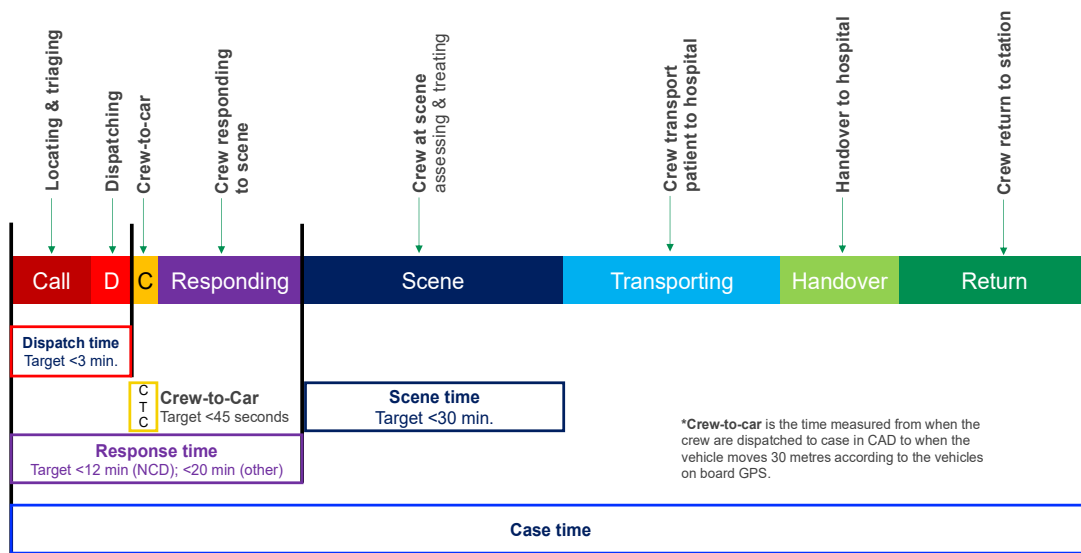 Locating & triaging
Dispatching
Crew-to-car
Crew responding
to scene
Crew at scene
assessing & treating
Crew transport
patient to hospital
Handover to hospital
Crew return to station
Call
D
C
Responding
Scene
Transporting
Handover
Return
Dispatch time
Target <3 min.
C
T
C
Crew-to-Car
Target <45 seconds
Scene time
Target <30 min.
Response time
Target <12 min (NCD); <20 min (other)
*Crew-to-car is the time measured from when the
crew are dispatched to case in CAD to when the
vehicle moves 30 metres according to the vehicles
on board GPS.
Case time